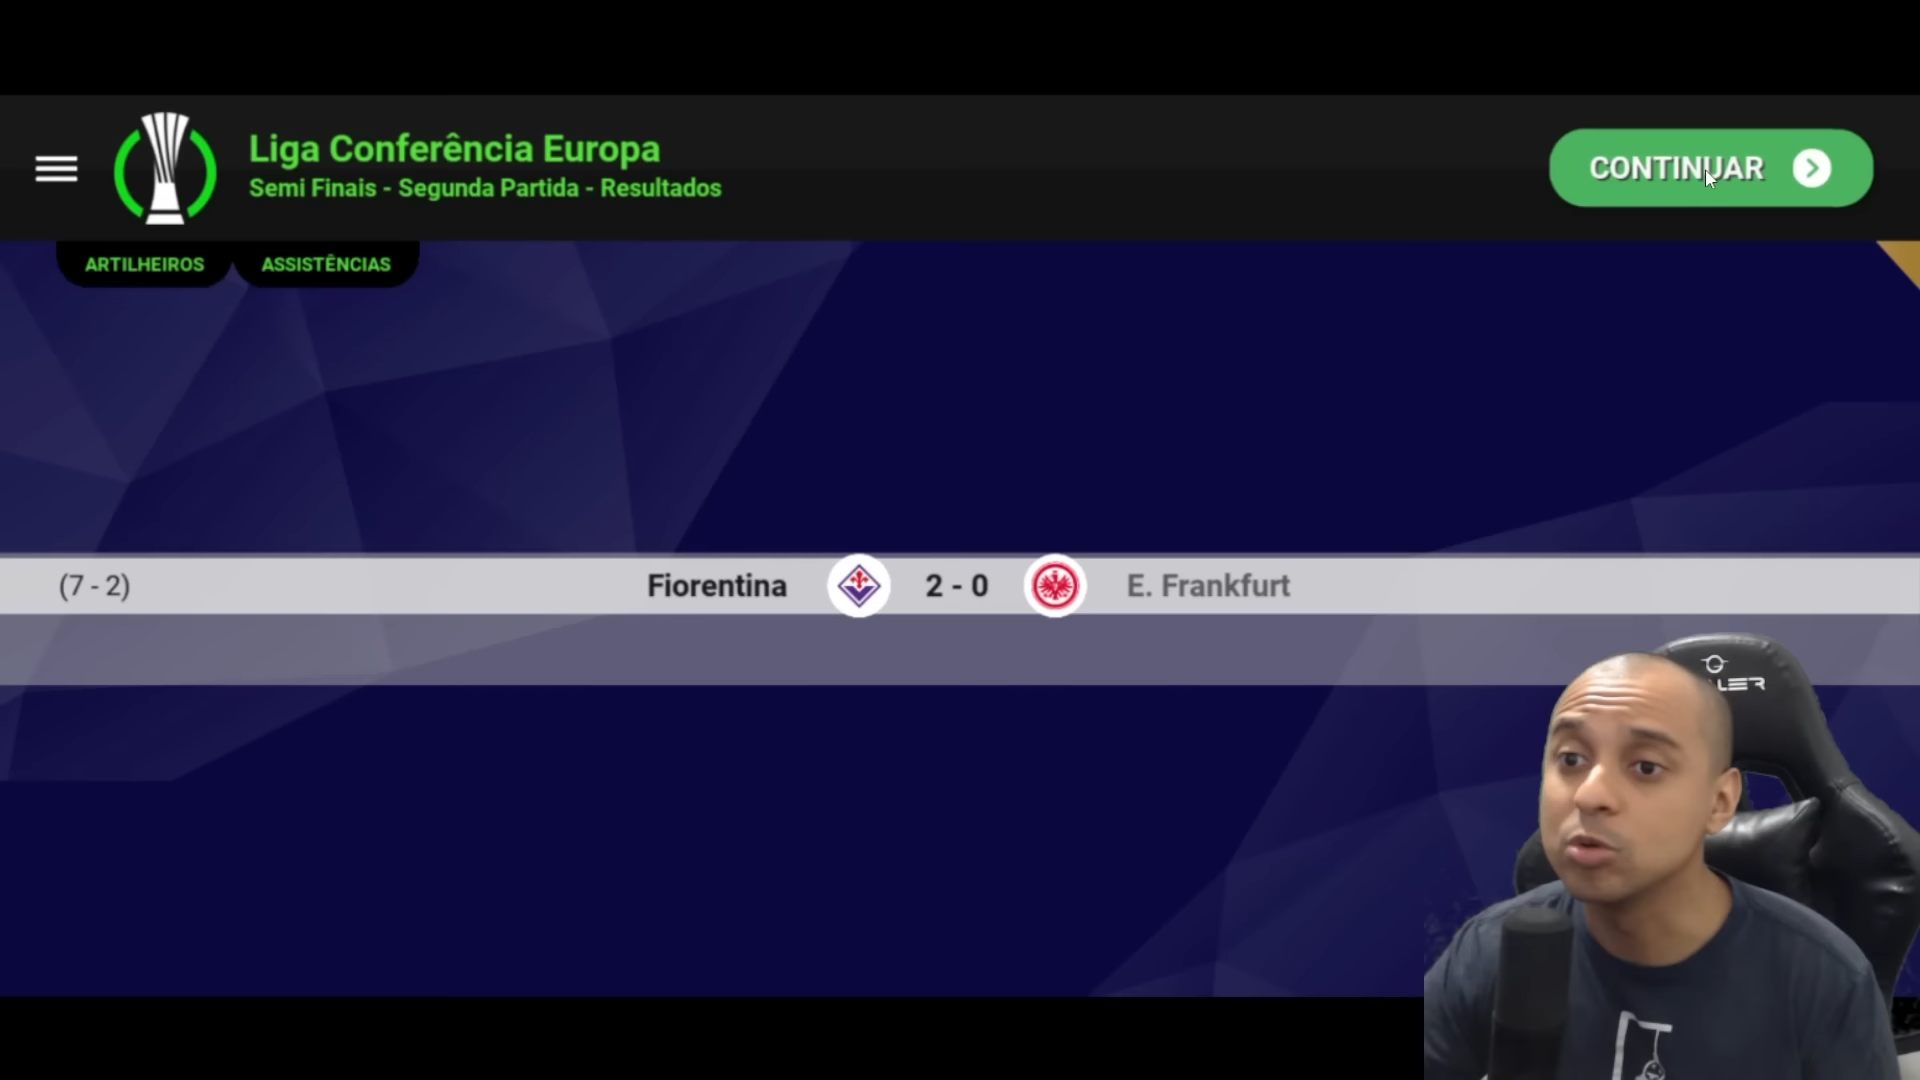 Liga Conferência Europa
Semi Finais - Segunda Partida - Resultados
CONTINUAR
ARTILHEIROS
ASSISTÊNCIAS
(7 - 2)
Fiorentina
2 - 0
E. Frankfurt